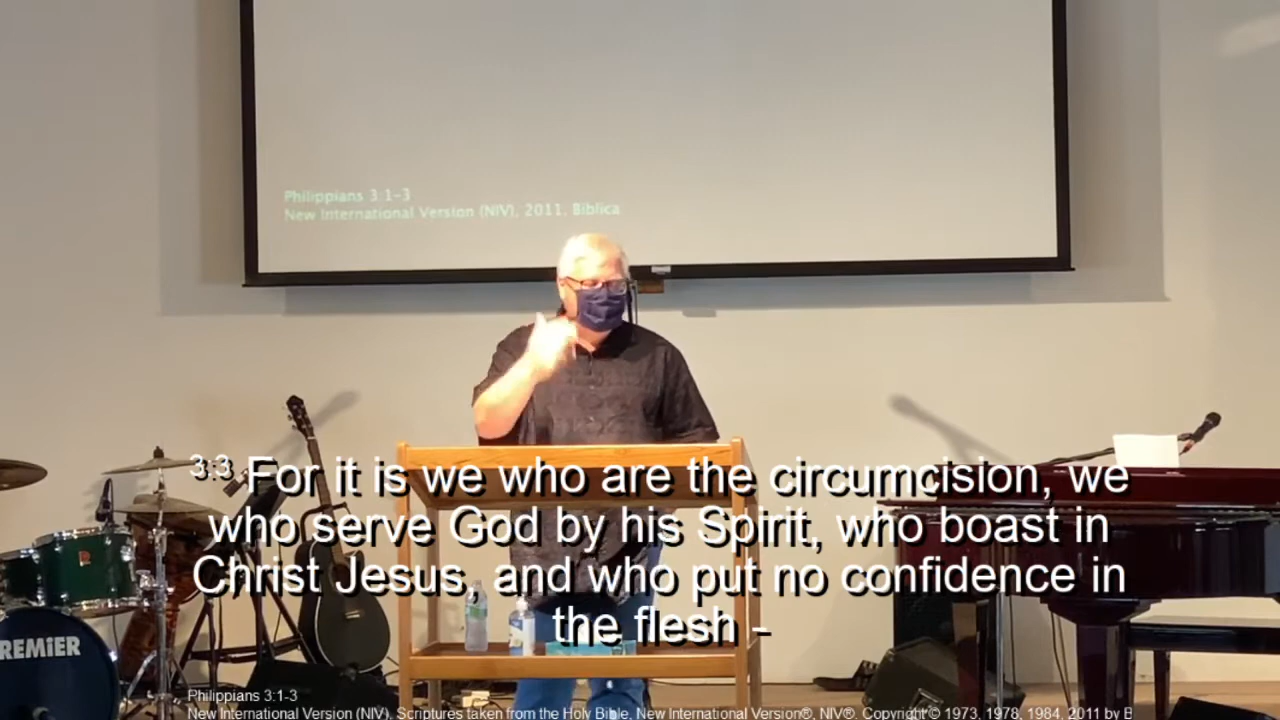 Philippians 3:1-3
New International Version (NIV), 2011. Biblica
3:3 For it is we who are the circumcision, we
who serve God by his Spirit, who boast in
Christ Jesus, and who put no confidence in
the flesh -
REMiER
Philippians 3:1-3
New International Version (NIV), Scriptures taken from the Holy Bible, New International Version®, NIV®. Copyright © 1973, 1978, 1984, 2011 by B